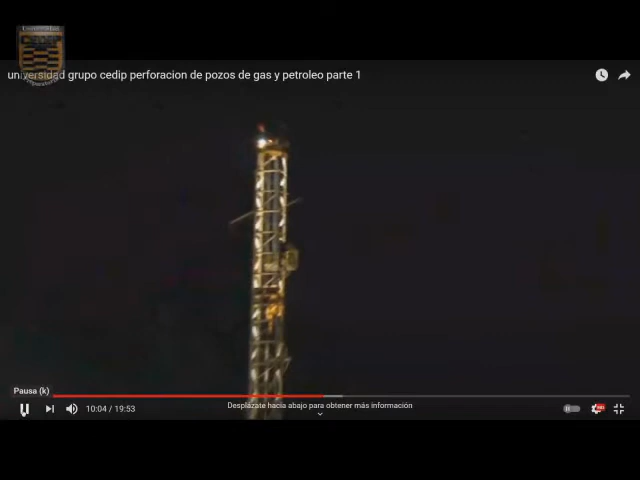 universidad grupo cedip perforacion de pozos de gas y petroleo parte 1
Pausa (k)
10:04 / 19:53
Desplázate hacia abajo para obtener más información